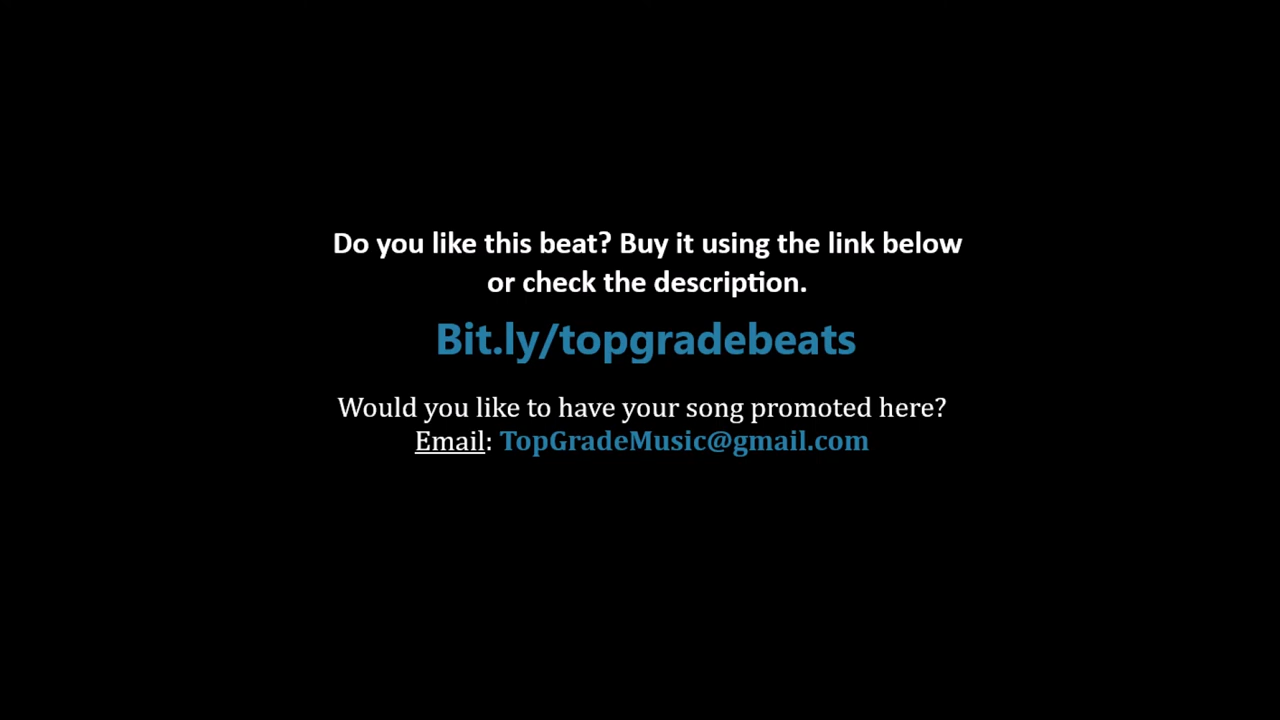 Do you like this beat? Buy it using the link below
or check the description.
Bit.ly/topgradebeats
Would you like to have your song promoted here?
Email: TopGradeMusic@gmail.com